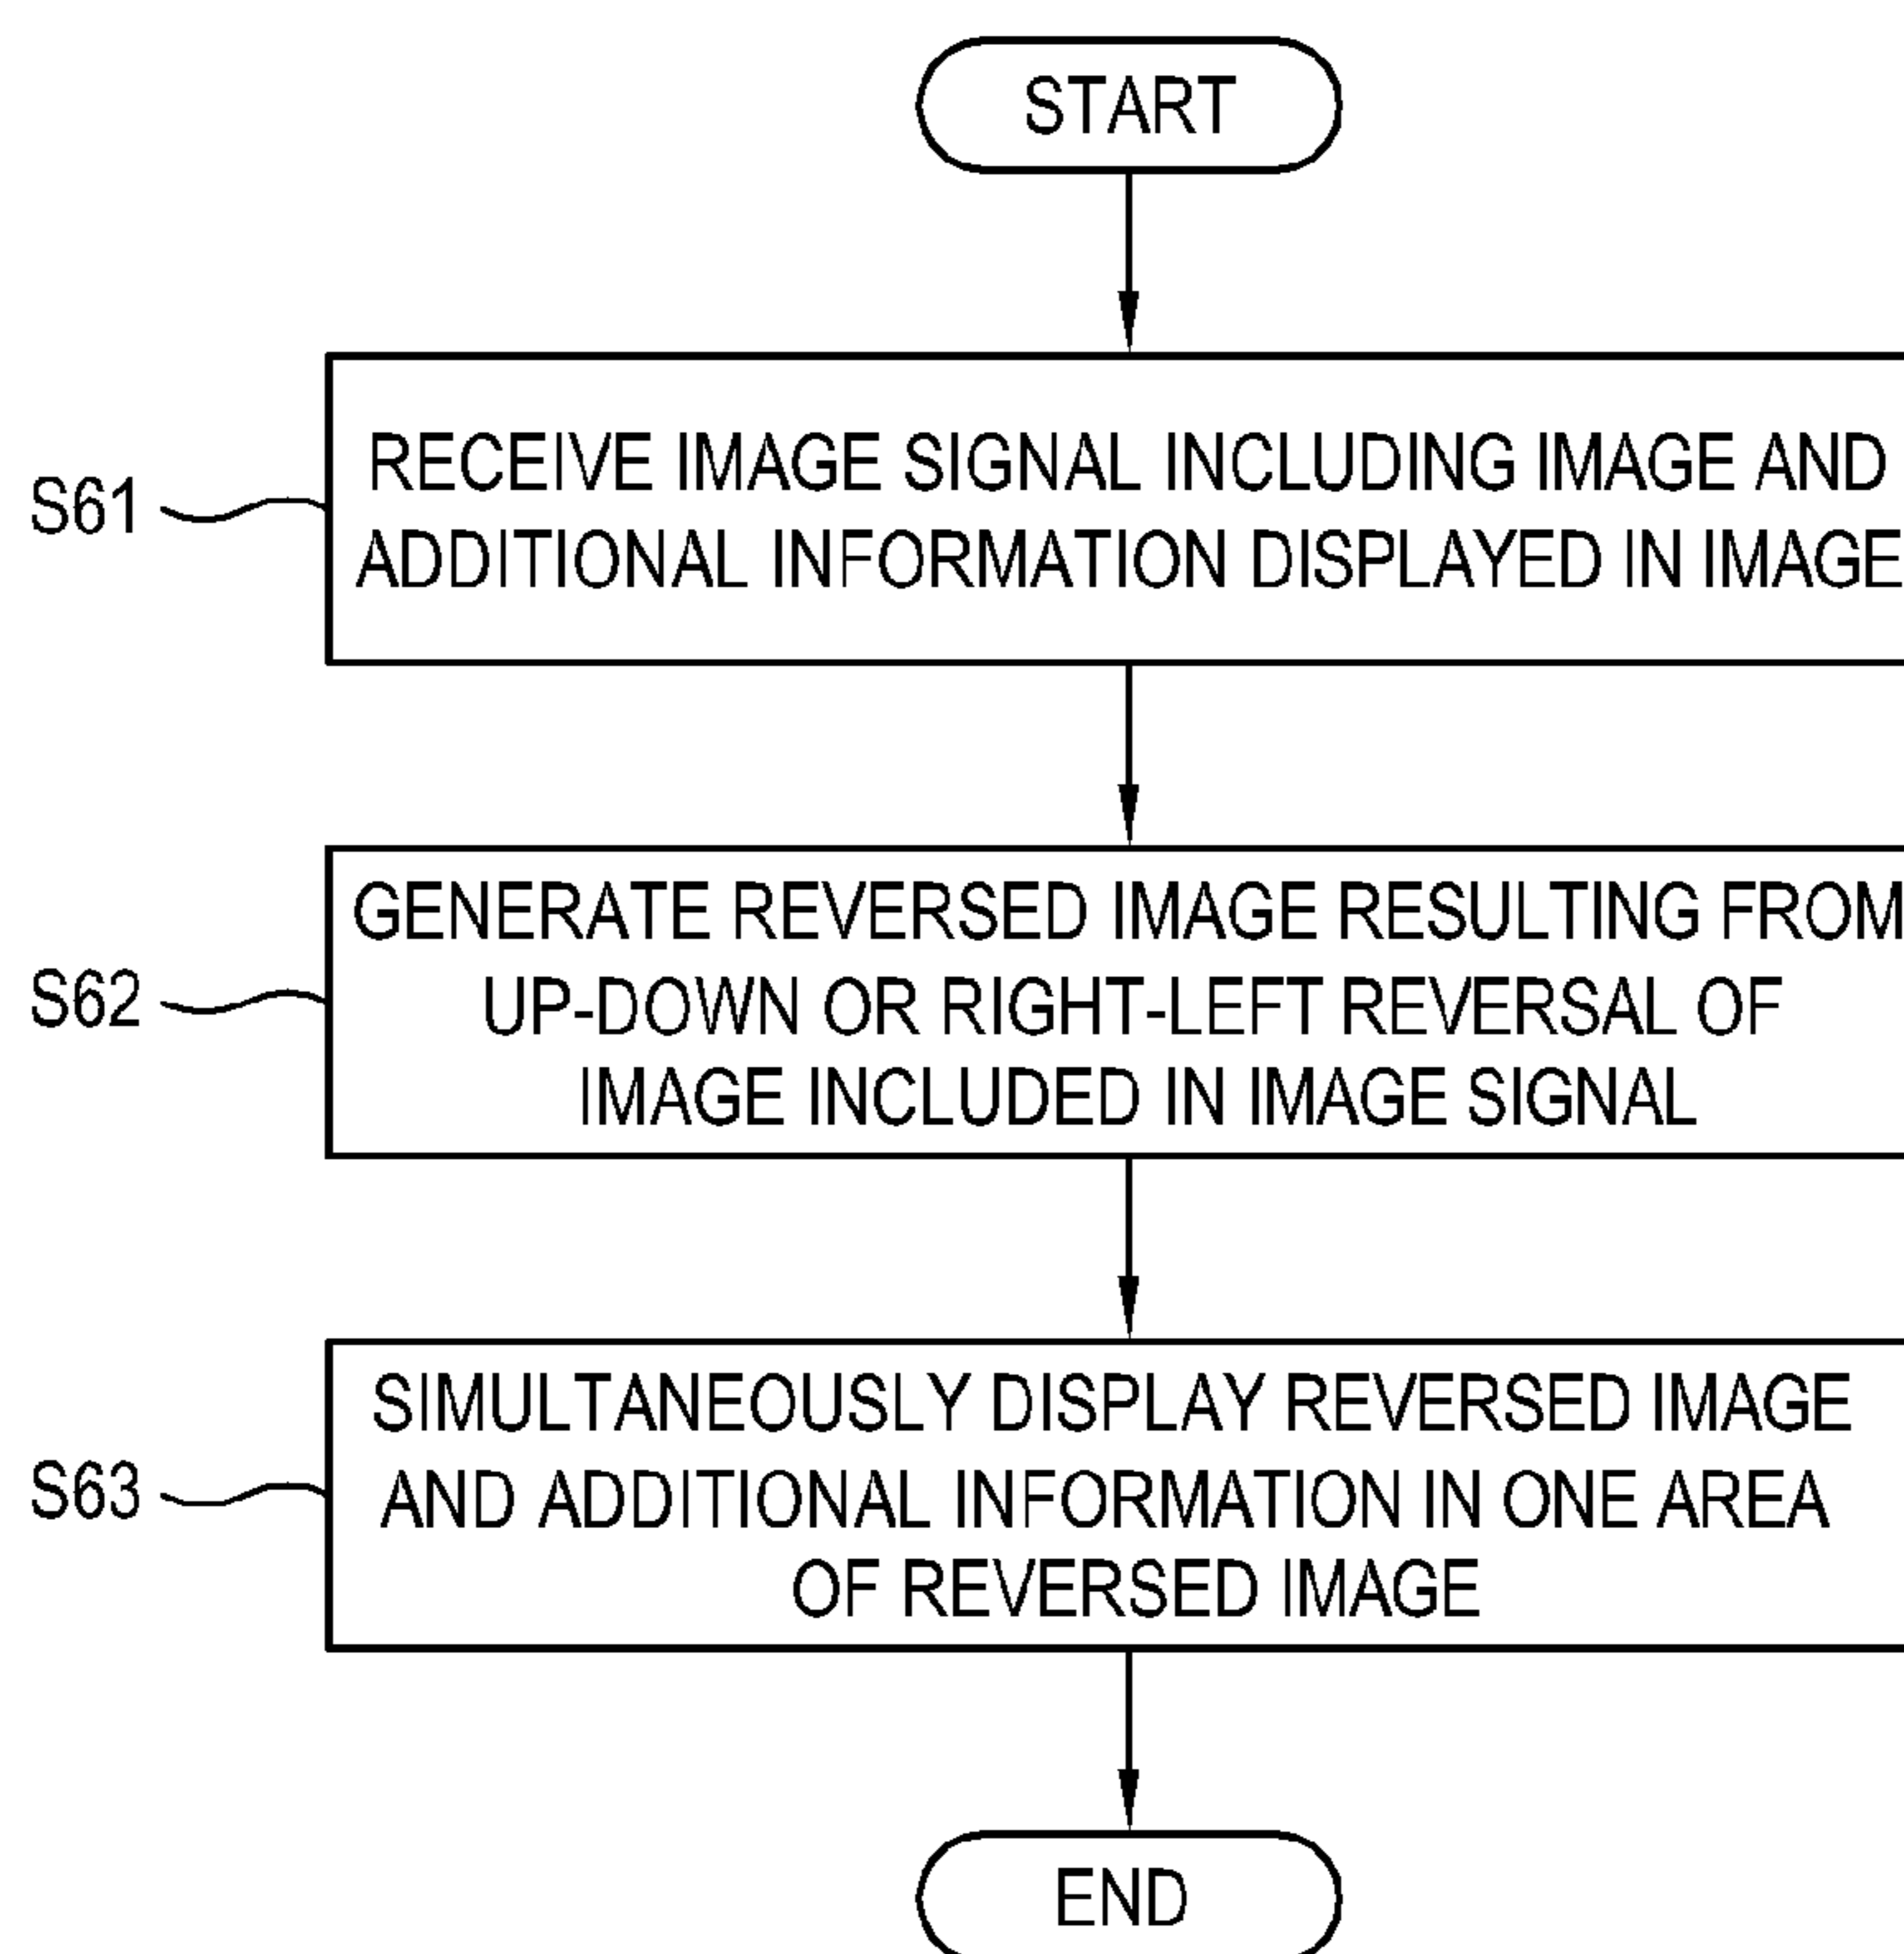 START
S61
RECEIVE IMAGE SIGNAL INCLUDING IMAGE AND
ADDITIONAL INFORMATION DISPLAYED IN IMAGE
S62
GENERATE REVERSED IMAGE RESULTING FROM
UP-DOWN OR RIGHT-LEFT REVERSAL OF
IMAGE INCLUDED IN IMAGE SIGNAL
S63
SIMULTANEOUSLY DISPLAY REVERSED IMAGE
AND ADDITIONAL INFORMATION IN ONE AREA
OF REVERSED IMAGE
END